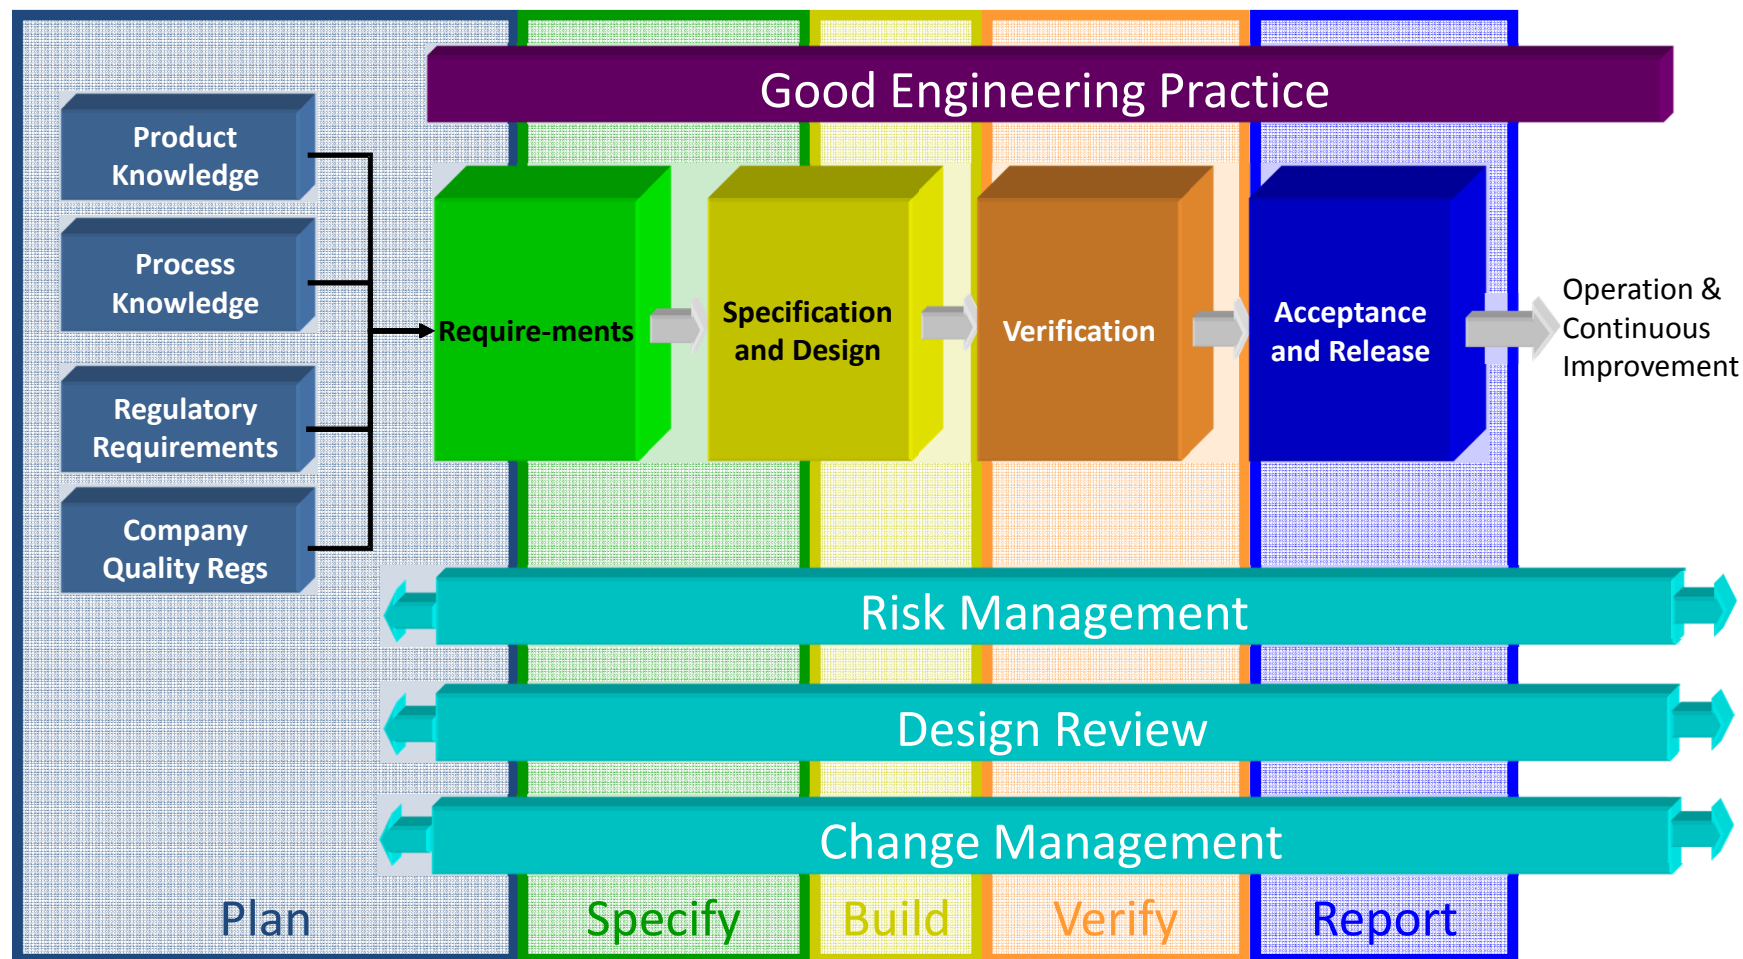 Good Engineering Practice
Product
Knowledge
Process
Knowledge
Regulatory
Requirements
Company
Quality Regs
Require-ments
Specification
and Design
Verification
Acceptance
and Release
Operation &
Continuous
Improvement
Risk Management
Design Review
Change Management
Plan
Specify
Build
Verify
Report